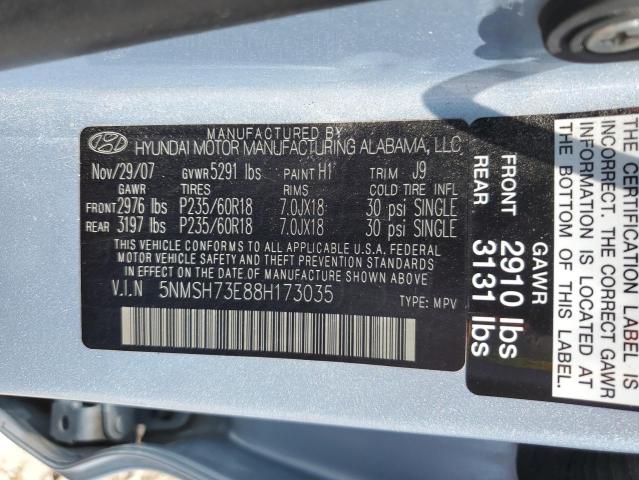 MANUFACTURED BY
HYUNDAI MOTOR MANUFACTURING ALABAMA, LLC
Nov/29/07 GVWR 5291 lbs PAINT H1 TRIM J9
GAWR TIRES RIMS COLD TIRE INFL
FRONT 2976 lbs P235/60R18 7.0JX18 30 psi SINGLE
REAR 3197 lbs P235/60R18 7.0JX18 30 psi SINGLE
THIS VEHICLE CONFORMS TO ALL APPLICABLE U.S.A. FEDERAL
MOTOR VEHICLE SAFETY AND THEFT PREVENTION STANDARDS
IN EFFECT ON THE DATE OF MANUFACTURE SHOWN ABOVE.
V.I.N 5NMSH73E88H173035 TYPE: MPV
GAWR
FRONT 2910 lbs
REAR 3131 lbs
CERTIFICATION LABEL IS
INCORRECT. THE CORRECT GAWR
INFORMATION IS LOCATED AT
THE BOTTOM OF THIS LABEL.